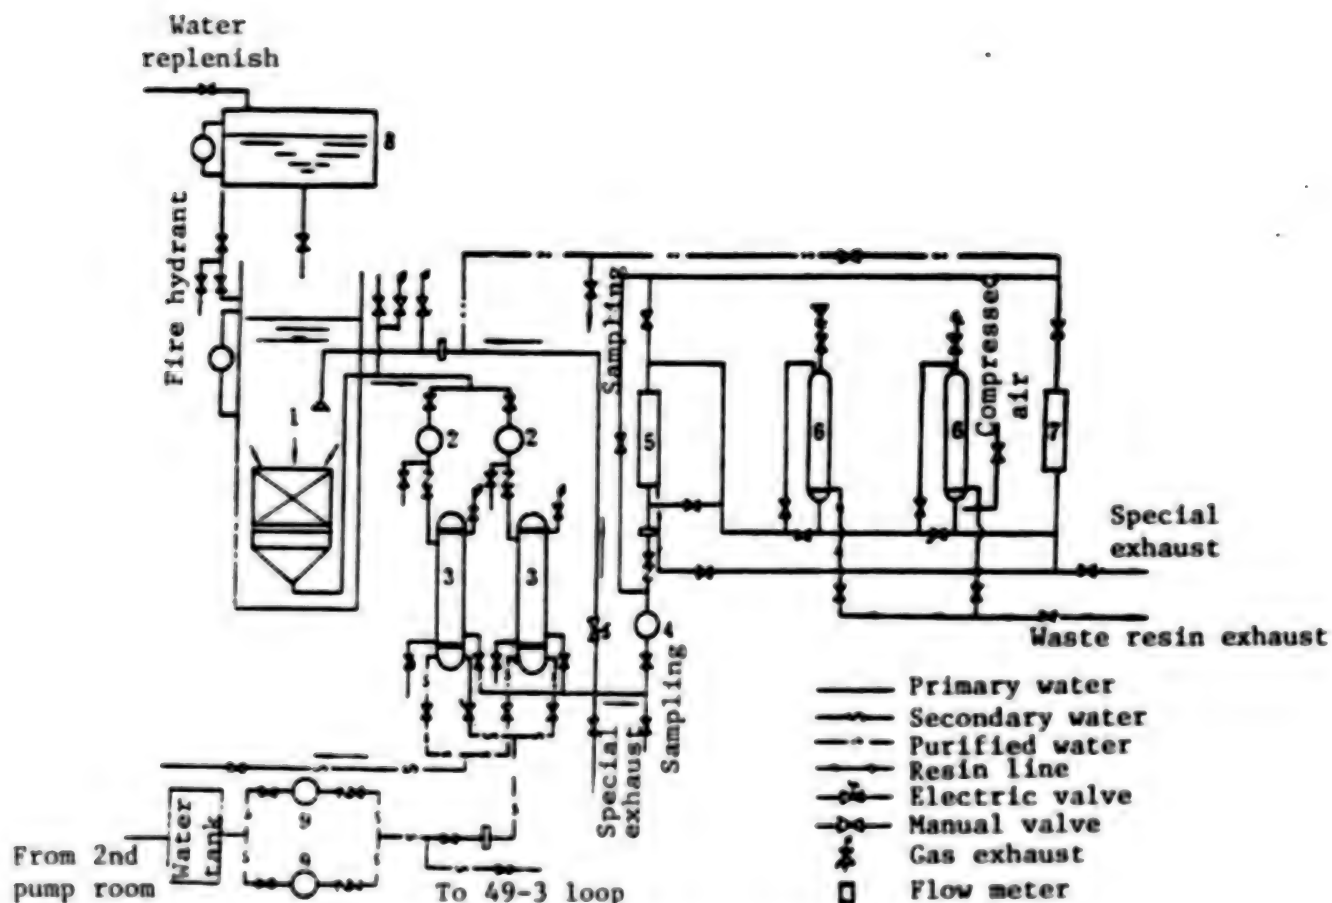 Water
replenish
8
Fire hydrant
1
2
2
3
3
4
Sampling
5
6
6
Compressed
air
7
Special
exhaust
Waste resin exhaust
Sampling
Special
exhaust
Water
tank
9
9
From 2nd
pump room
To 49-3 loop
Primary water
Secondary water
Purified water
Resin line
Electric valve
Manual valve
Gas exhaust
Flow meter